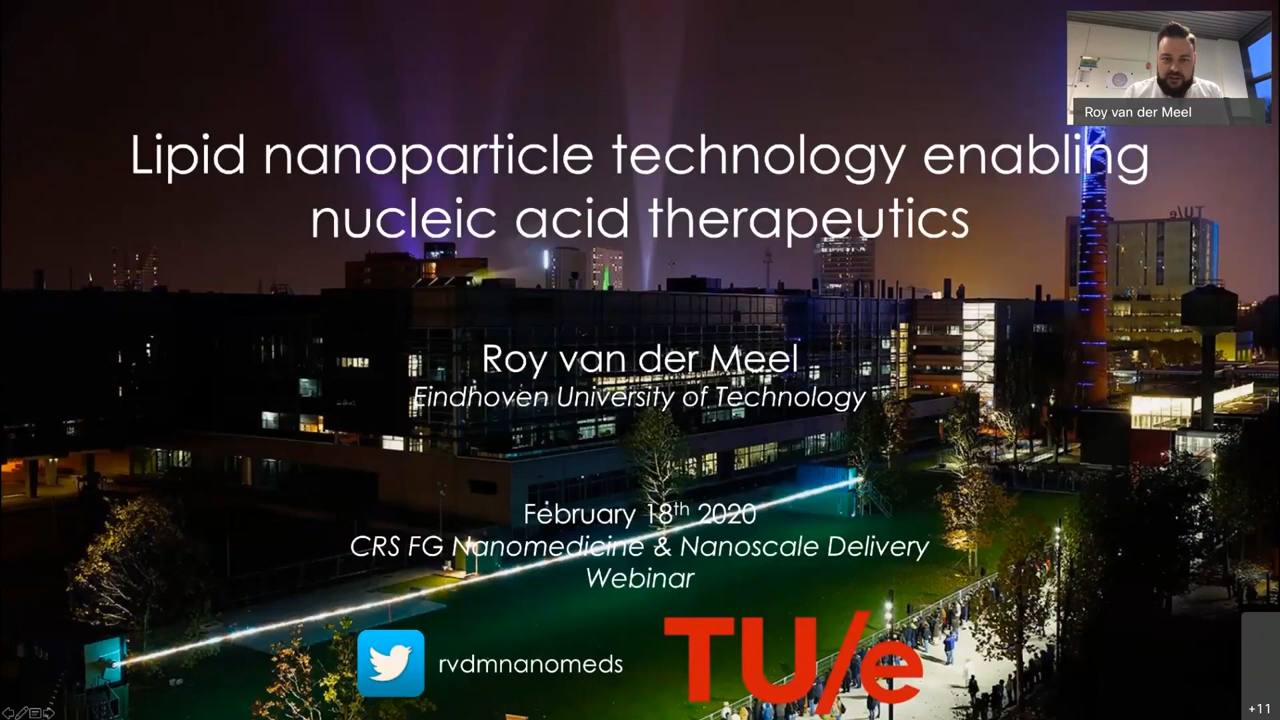 Roy van der Meel
Lipid nanoparticle technology enabling
nucleic acid therapeutics
TU/e
Roy van der Meel
Eindhoven University of Technology
February 18th 2020
CRS FG Nanomedicine & Nanoscale Delivery
Webinar
rvdmnanomeds
TU/e
+11